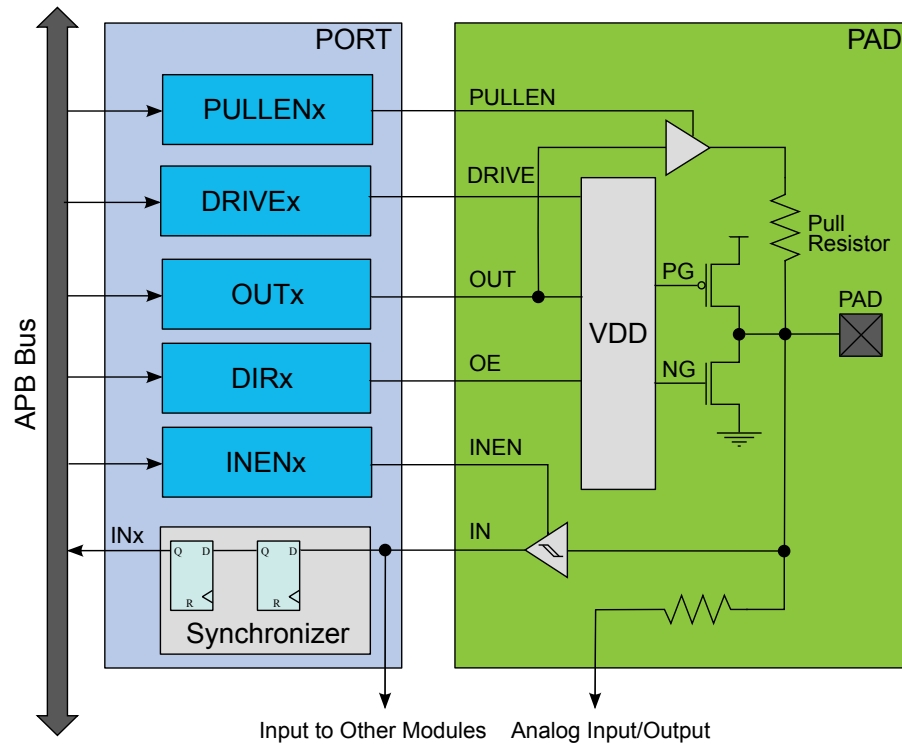 PORT
PAD
PULLENx
PULLEN
DRIVEx
DRIVE
Pull
Resistor
OUTx
OUT
PG
PAD
VDD
APB Bus
DIRx
OE
NG
INENx
INEN
INx
IN
Q D
Q D
R
R
Synchronizer
Input to Other Modules
Analog Input/Output